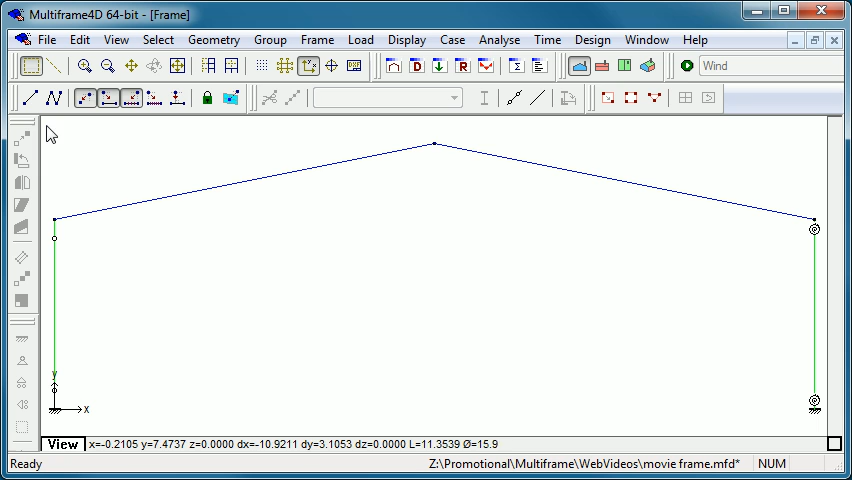 Multiframe4D 64-bit - [Frame]
File Edit View Select Geometry Group Frame Load Display Case Analyse Time Design Window Help
D R Σ Wind
y
x
View x=-0.2105 y=7.4737 z=0.0000 dx=-10.9211 dy=3.1053 dz=0.0000 L=11.3539 Ø=15.9
Ready Z:\Promotional\Multiframe\WebVideos\movie frame.mfd* NUM